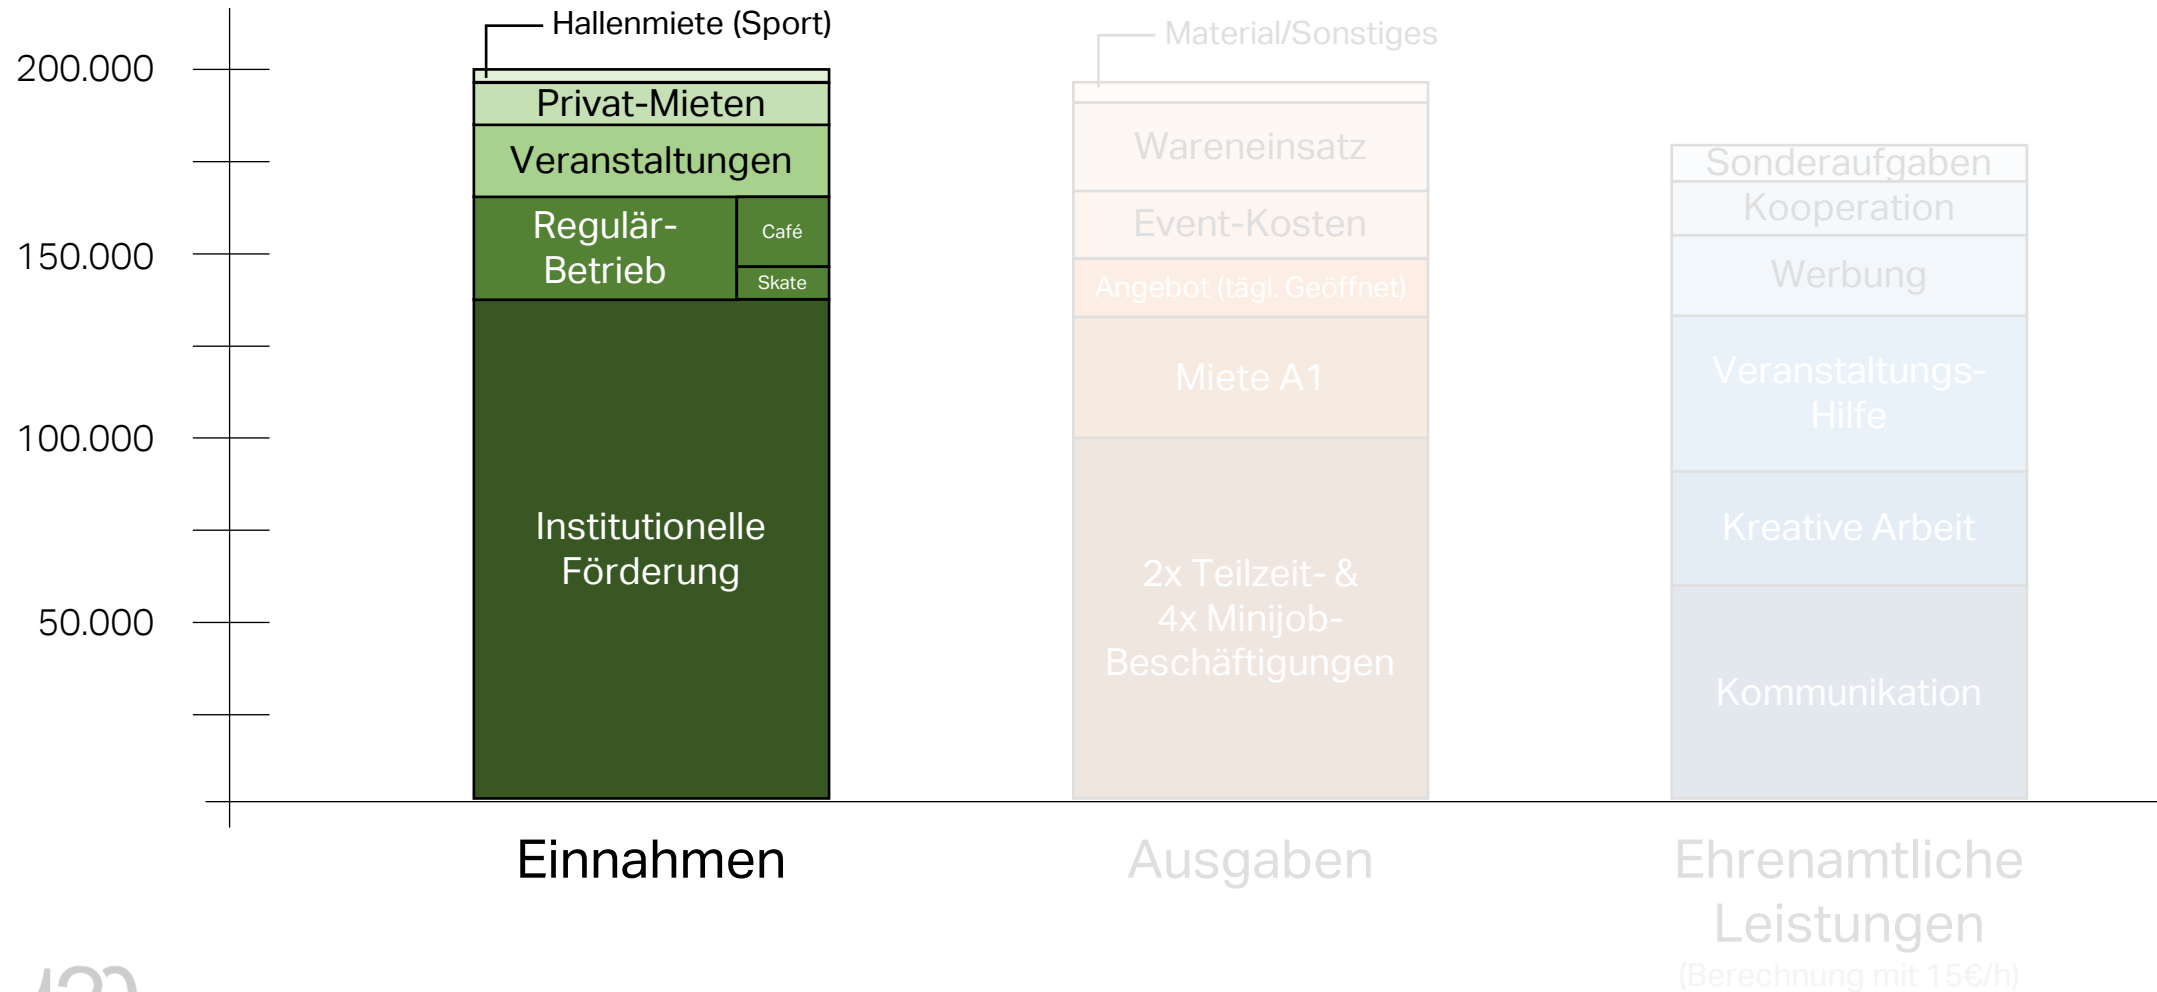 Hallenmiete (Sport)
Material/Sonstiges
200.000
150.000
100.000
50.000
Privat-Mieten
Veranstaltungen
Regulär-
Betrieb
Café
Skate
Institutionelle
Förderung
Wareneinsatz
Event-Kosten
Angebot (tägl. Geöffnet)
Miete A1
2x Teilzeit- &
4x Minijob-
Beschäftigungen
Sonderaufgaben
Kooperation
Werbung
Veranstaltungs-
Hilfe
Kreative Arbeit
Kommunikation
Einnahmen
Ausgaben
Ehrenamtliche
Leistungen
(Berechnung mit 15€/h)